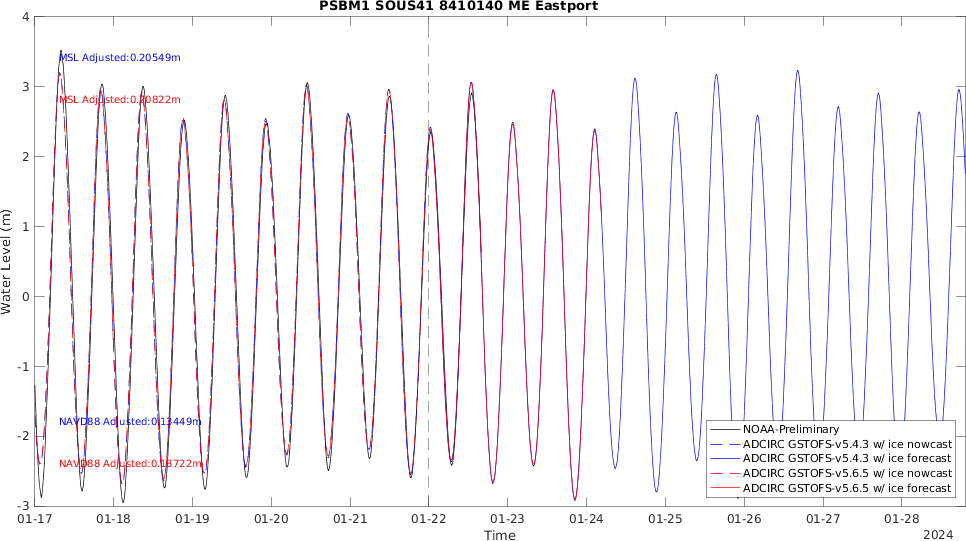 PSBM1 SOUS41 8410140 ME Eastport
4
3
2
1
0
-1
-2
-3
Water Level (m)
MSL Adjusted:0.20549m
MSL Adjusted:0.20822m
NAVD88 Adjusted:0.13449m
NAVD88 Adjusted:0.13722m
NOAA-Preliminary
ADCIRC GSTOFS-v5.4.3 w/ ice nowcast
ADCIRC GSTOFS-v5.4.3 w/ ice forecast
ADCIRC GSTOFS-v5.6.5 w/ ice nowcast
ADCIRC GSTOFS-v5.6.5 w/ ice forecast
01-17 01-18 01-19 01-20 01-21 01-22 01-23 01-24 01-25 01-26 01-27 01-28
Time
2024